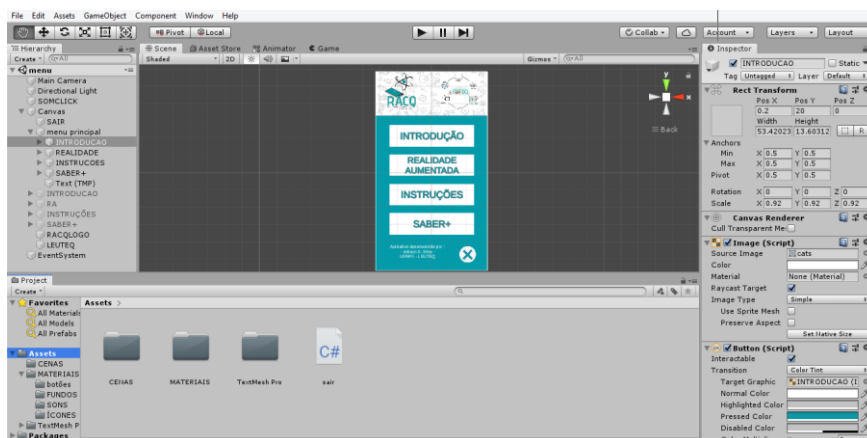 File Edit Assets GameObject Component Window Help
Pivot Local
Collab Account Layers Layout
Hierarchy
Create All
menu
Main Camera
Directional Light
SOMCLICK
Canvas
SAIR
menu principal
INTRODUCAO
REALIDADE
INSTRUCOES
SABER+
Text (TMP)
INTRODUCAO
RA
INSTRUÇÕES
SABER+
RACQLOGO
LEUTEQ
EventSystem
Scene Asset Store Animator Game
Shaded 2D Gizmos All
RACQ
INTRODUÇÃO
REALIDADE
AUMENTADA
INSTRUÇÕES
SABER+
y
x
Back
Inspector
INTRODUCAO Static
Tag Untagged Layer Default
Rect Transform
Pos X Pos Y Pos Z
0.2 20 0
Width Height
53.42023 13.60312 R
Anchors
Min X 0.5 Y 0.5
Max X 0.5 Y 0.5
Pivot X 0.5 Y 0.5
Rotation X 0 Y 0 Z 0
Scale X 0.92 Y 0.92 Z 0.92
Canvas Renderer
Cull Transparent Me
Image (Script)
Source Image cats
Color
Material None (Material)
Raycast Target
Image Type Simple
Use Sprite Mesh
Preserve Aspect
Set Native Size
Button (Script)
Interactable
Transition Color Tint
Target Graphic INTRODUCAO (I
Normal Color
Highlighted Color
Pressed Color
Disabled Color
Project
Create
Favorites
All Materials
All Models
All Prefabs
Assets
CENAS
MATERIAIS
botões
FUNDOS
SONS
ÍCONES
TextMesh P
Packages
Assets >
C#
CENAS MATERIAIS TextMesh Pro sair